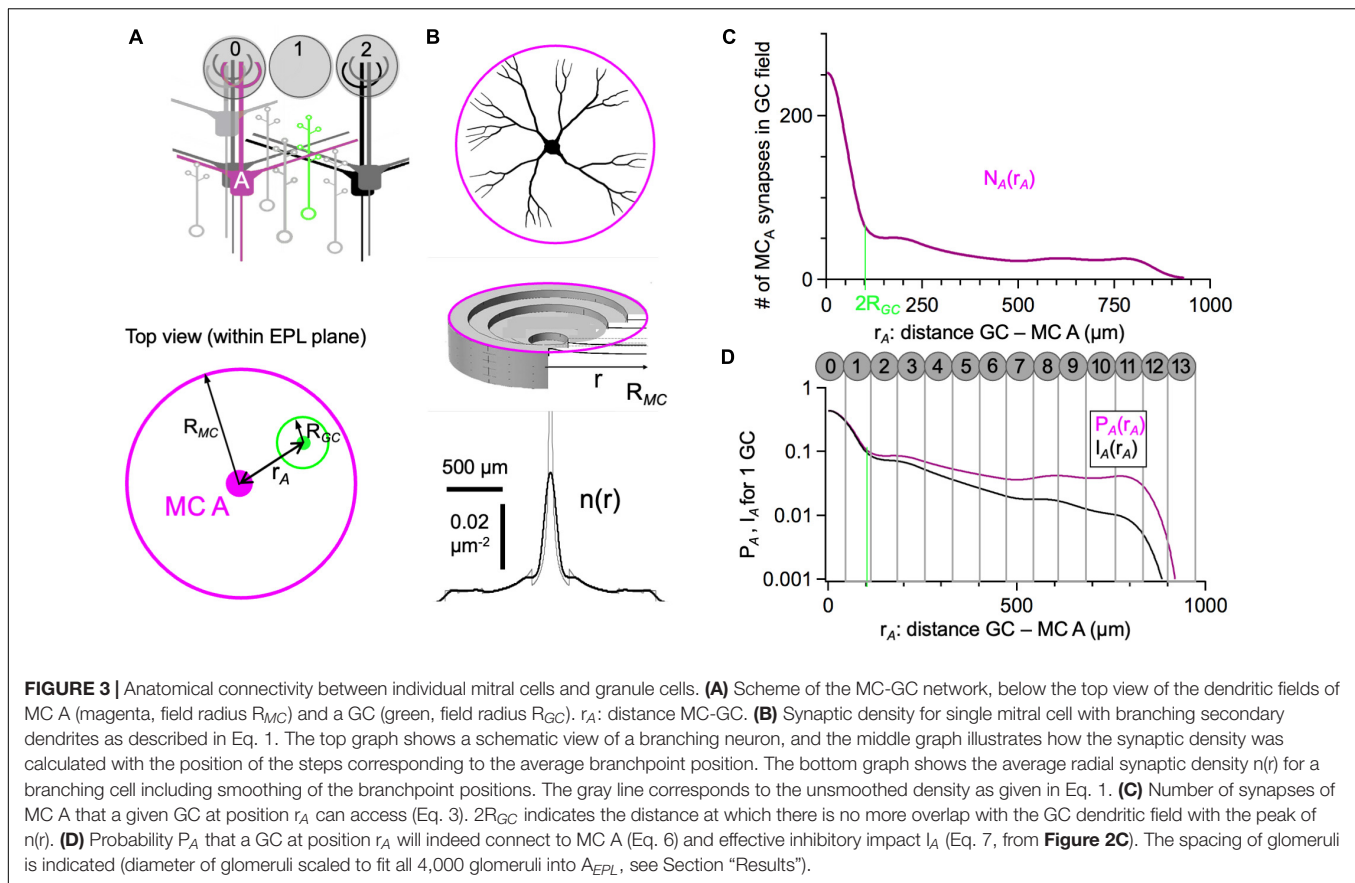 A
0 1 2
A
Top view (within EPL plane)
R_MC
R_GC
r_A
MC A
B
r
R_MC
500 µm
n(r)
0.02
µm⁻²
C
# of MC_A synapses in GC field
200
0
N_A(r_A)
2R_GC
0 250 500 750 1000
r_A: distance GC – MC A (µm)
D
0 1 2 3 4 5 6 7 8 9 10 11 12 13
P_A , I_A for 1 GC
1
0.1
0.01
0.001
P_A(r_A)
I_A(r_A)
0 500 1000
r_A: distance GC – MC A (µm)
FIGURE 3 | Anatomical connectivity between individual mitral cells and granule cells. (A) Scheme of the MC-GC network, below the top view of the dendritic fields of
MC A (magenta, field radius R_MC) and a GC (green, field radius R_GC). r_A: distance MC-GC. (B) Synaptic density for single mitral cell with branching secondary
dendrites as described in Eq. 1. The top graph shows a schematic view of a branching neuron, and the middle graph illustrates how the synaptic density was
calculated with the position of the steps corresponding to the average branchpoint position. The bottom graph shows the average radial synaptic density n(r) for a
branching cell including smoothing of the branchpoint positions. The gray line corresponds to the unsmoothed density as given in Eq. 1. (C) Number of synapses of
MC A that a given GC at position r_A can access (Eq. 3). 2R_GC indicates the distance at which there is no more overlap with the GC dendritic field with the peak of
n(r). (D) Probability P_A that a GC at position r_A will indeed connect to MC A (Eq. 6) and effective inhibitory impact I_A (Eq. 7, from Figure 2C). The spacing of glomeruli
is indicated (diameter of glomeruli scaled to fit all 4,000 glomeruli into A_EPL, see Section “Results”).